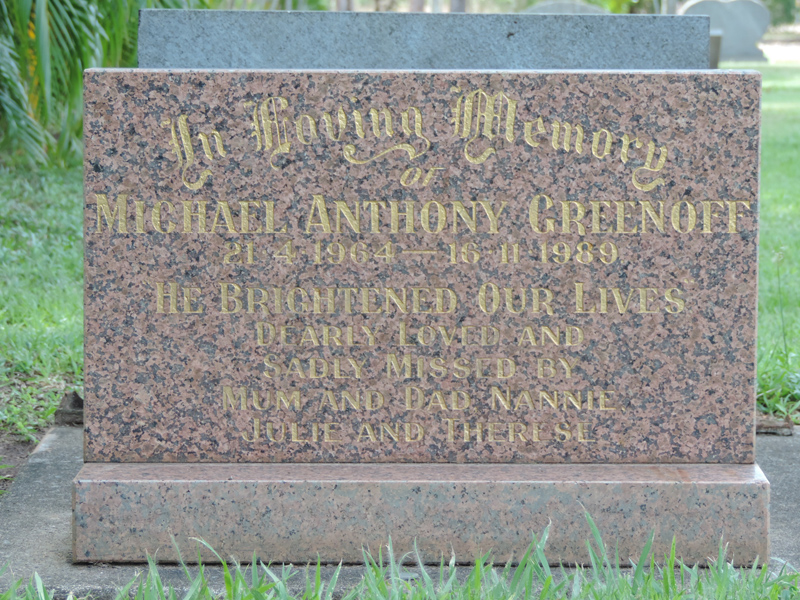 In Loving Memory
of
MICHAEL ANTHONY GREENOFF
21·4·1964 — 16·11·1989
"HE BRIGHTENED OUR LIVES"
DEARLY LOVED AND
SADLY MISSED BY
MUM AND DAD, NANNIE,
JULIE AND THERESE